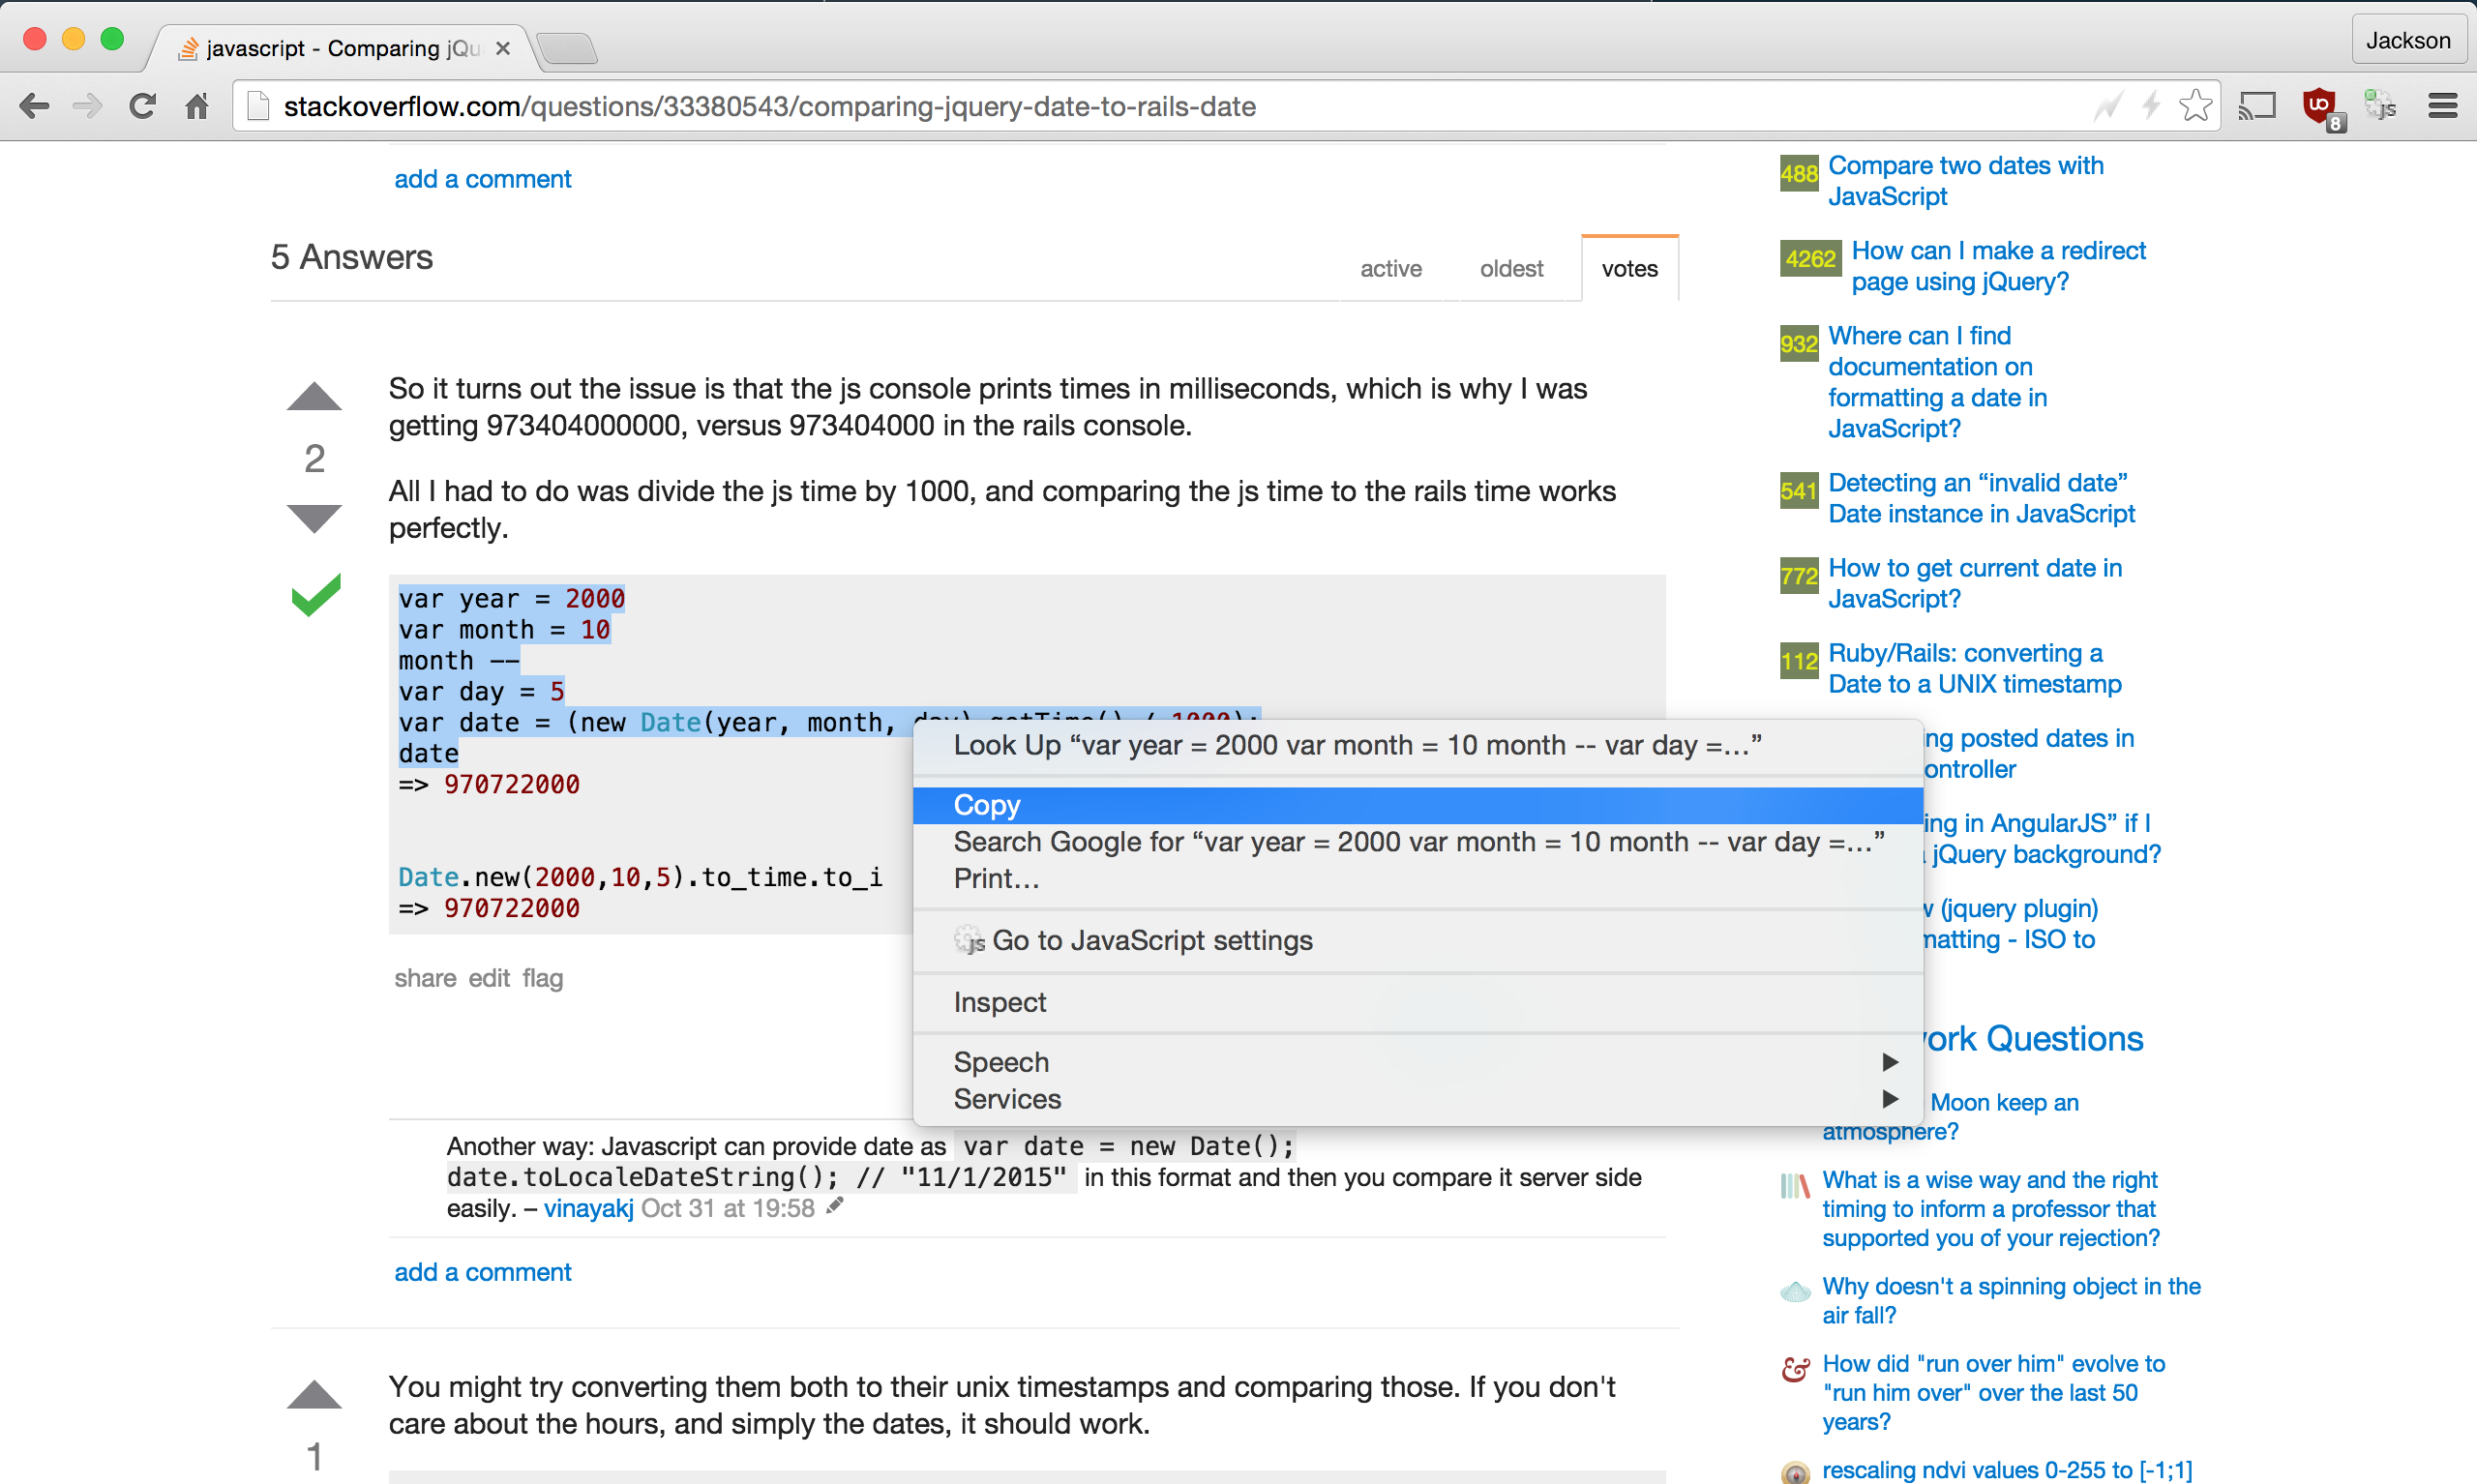 javascript - Comparing jQu
Jackson
stackoverflow.com/questions/33380543/comparing-jquery-date-to-rails-date
8
JS
add a comment
5 Answers
active oldest votes
2
So it turns out the issue is that the js console prints times in milliseconds, which is why I was
getting 973404000000, versus 973404000 in the rails console.
All I had to do was divide the js time by 1000, and comparing the js time to the rails time works
perfectly.
var year = 2000
var month = 10
month --
var day = 5
var date = (new Date(year, month, day).getTime() / 1000);
date
=> 970722000
Date.new(2000,10,5).to_time.to_i
=> 970722000
share edit flag
Look Up “var year = 2000 var month = 10 month -- var day =...”
Copy
Search Google for “var year = 2000 var month = 10 month -- var day =...”
Print...
JS Go to JavaScript settings
Inspect
Speech
Services
Another way: Javascript can provide date as var date = new Date();
date.toLocaleDateString(); // "11/1/2015" in this format and then you compare it server side
easily. – vinayakj Oct 31 at 19:58
add a comment
1
You might try converting them both to their unix timestamps and comparing those. If you don't
care about the hours, and simply the dates, it should work.
488 Compare two dates with
JavaScript
4262 How can I make a redirect
page using jQuery?
932 Where can I find
documentation on
formatting a date in
JavaScript?
541 Detecting an “invalid date”
Date instance in JavaScript
772 How to get current date in
JavaScript?
112 Ruby/Rails: converting a
Date to a UNIX timestamp
ng posted dates in
ontroller
ing in AngularJS” if I
jQuery background?
(jquery plugin)
matting - ISO to
ork Questions
Moon keep an
atmosphere?
What is a wise way and the right
timing to inform a professor that
supported you of your rejection?
Why doesn't a spinning object in the
air fall?
How did "run over him" evolve to
"run him over" over the last 50
years?
rescaling ndvi values 0-255 to [-1;1]